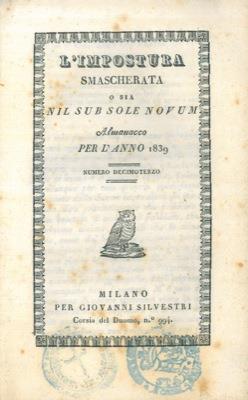 L'IMPOSTURA
SMASCHERATA
O SIA
NIL SUB SOLE NOVUM
Almanacco
PER L'ANNO 1839
NUMERO DECIMOTERZO
MILANO
PER GIOVANNI SILVESTRI
Corsia del Duomo, n.° 994.